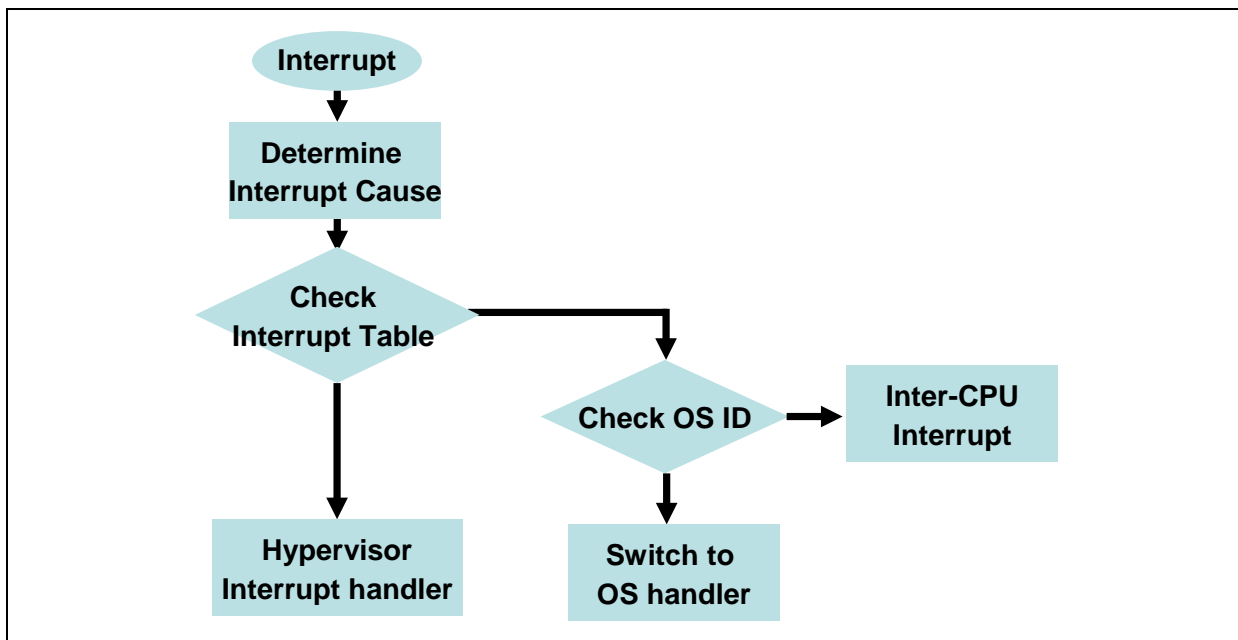 Interrupt
Determine
Interrupt Cause
Check
Interrupt Table
Check OS ID
Inter-CPU
Interrupt
Hypervisor
Interrupt handler
Switch to
OS handler